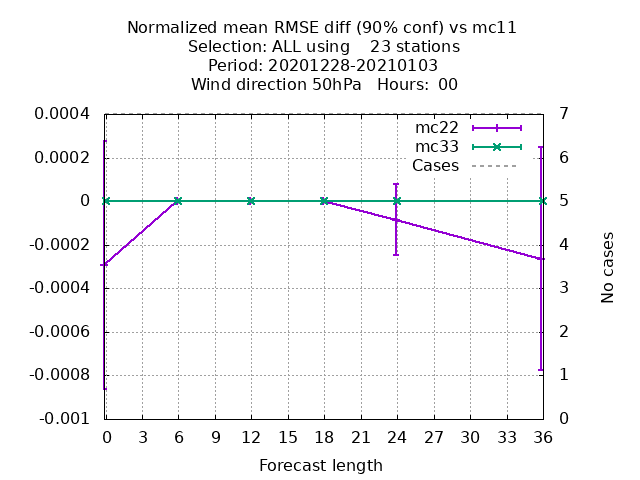 Normalized mean RMSE diff (90% conf) vs mc11
Selection: ALL using    23 stations
Period: 20201228-20210103
Wind direction 50hPa   Hours:  00
mc22
mc33
Cases
0.0004
0.0002
0
-0.0002
-0.0004
-0.0006
-0.0008
-0.001
7
6
5
4
3
2
1
0
No cases
0 3 6 9 12 15 18 21 24 27 30 33 36
Forecast length